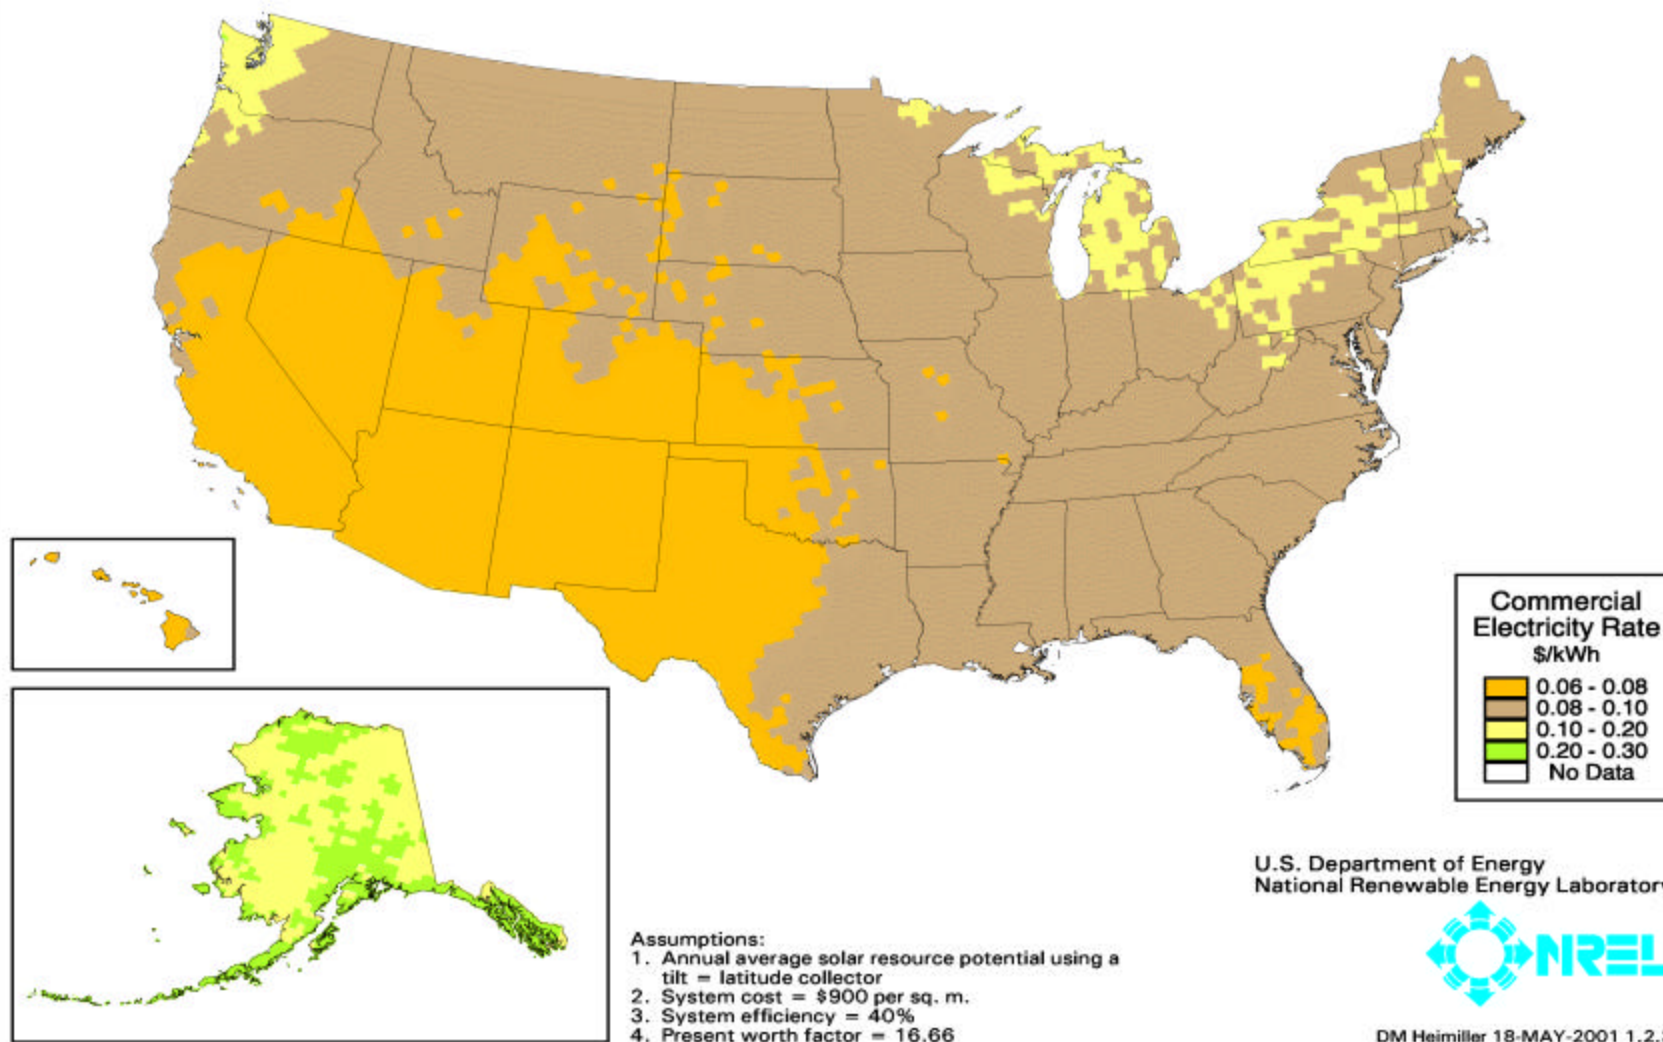 Commercial
Electricity Rate
$/kWh
0.06 - 0.08
0.08 - 0.10
0.10 - 0.20
0.20 - 0.30
No Data
U.S. Department of Energy
National Renewable Energy Laboratory
NREL
Assumptions:
1. Annual average solar resource potential using a
tilt = latitude collector
2. System cost = $900 per sq. m.
3. System efficiency = 40%
4. Present worth factor = 16.66
DM Heimiller 18-MAY-2001 1.2.